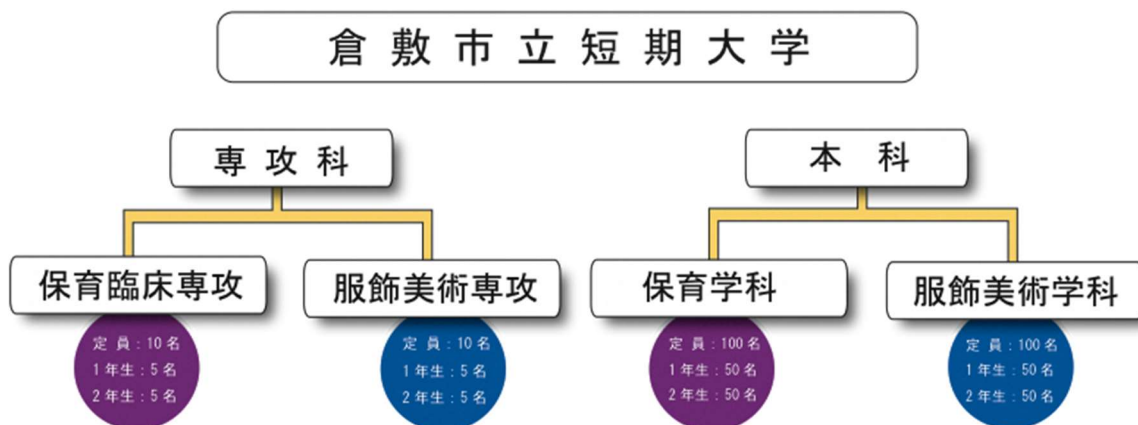 倉敷市立短期大学
専攻科
本科
保育臨床専攻
定員:10名
1年生:5名
2年生:5名
服飾美術専攻
定員:10名
1年生:5名
2年生:5名
保育学科
定員:100名
1年生:50名
2年生:50名
服飾美術学科
定員:100名
1年生:50名
2年生:50名